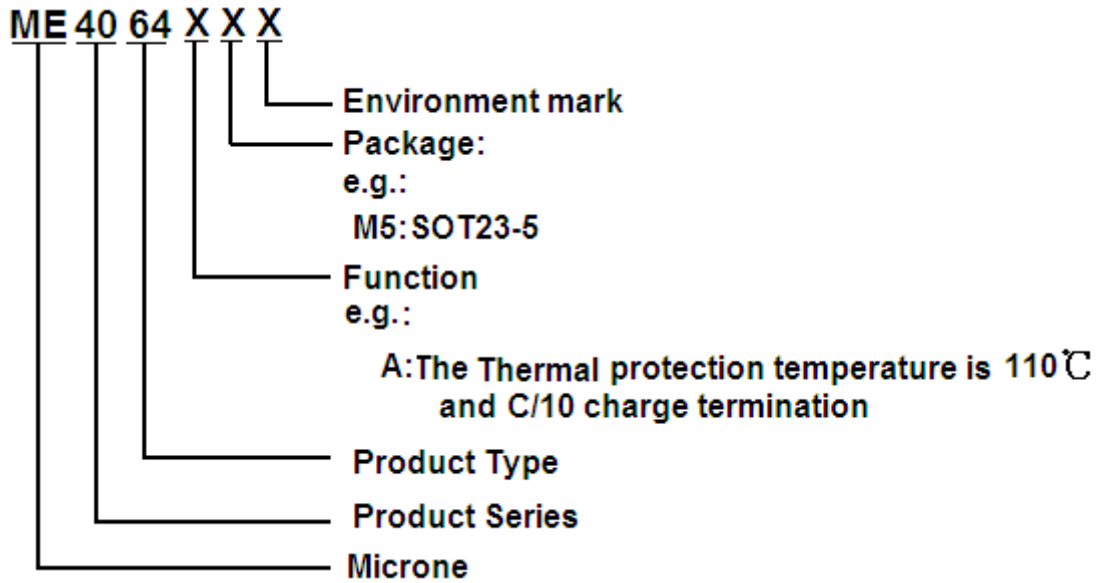 ME 40 64 X X X
Environment mark
Package:
e.g.:
M5:SOT23-5
Function
e.g.:
A:The Thermal protection temperature is 110℃
and C/10 charge termination
Product Type
Product Series
Microne